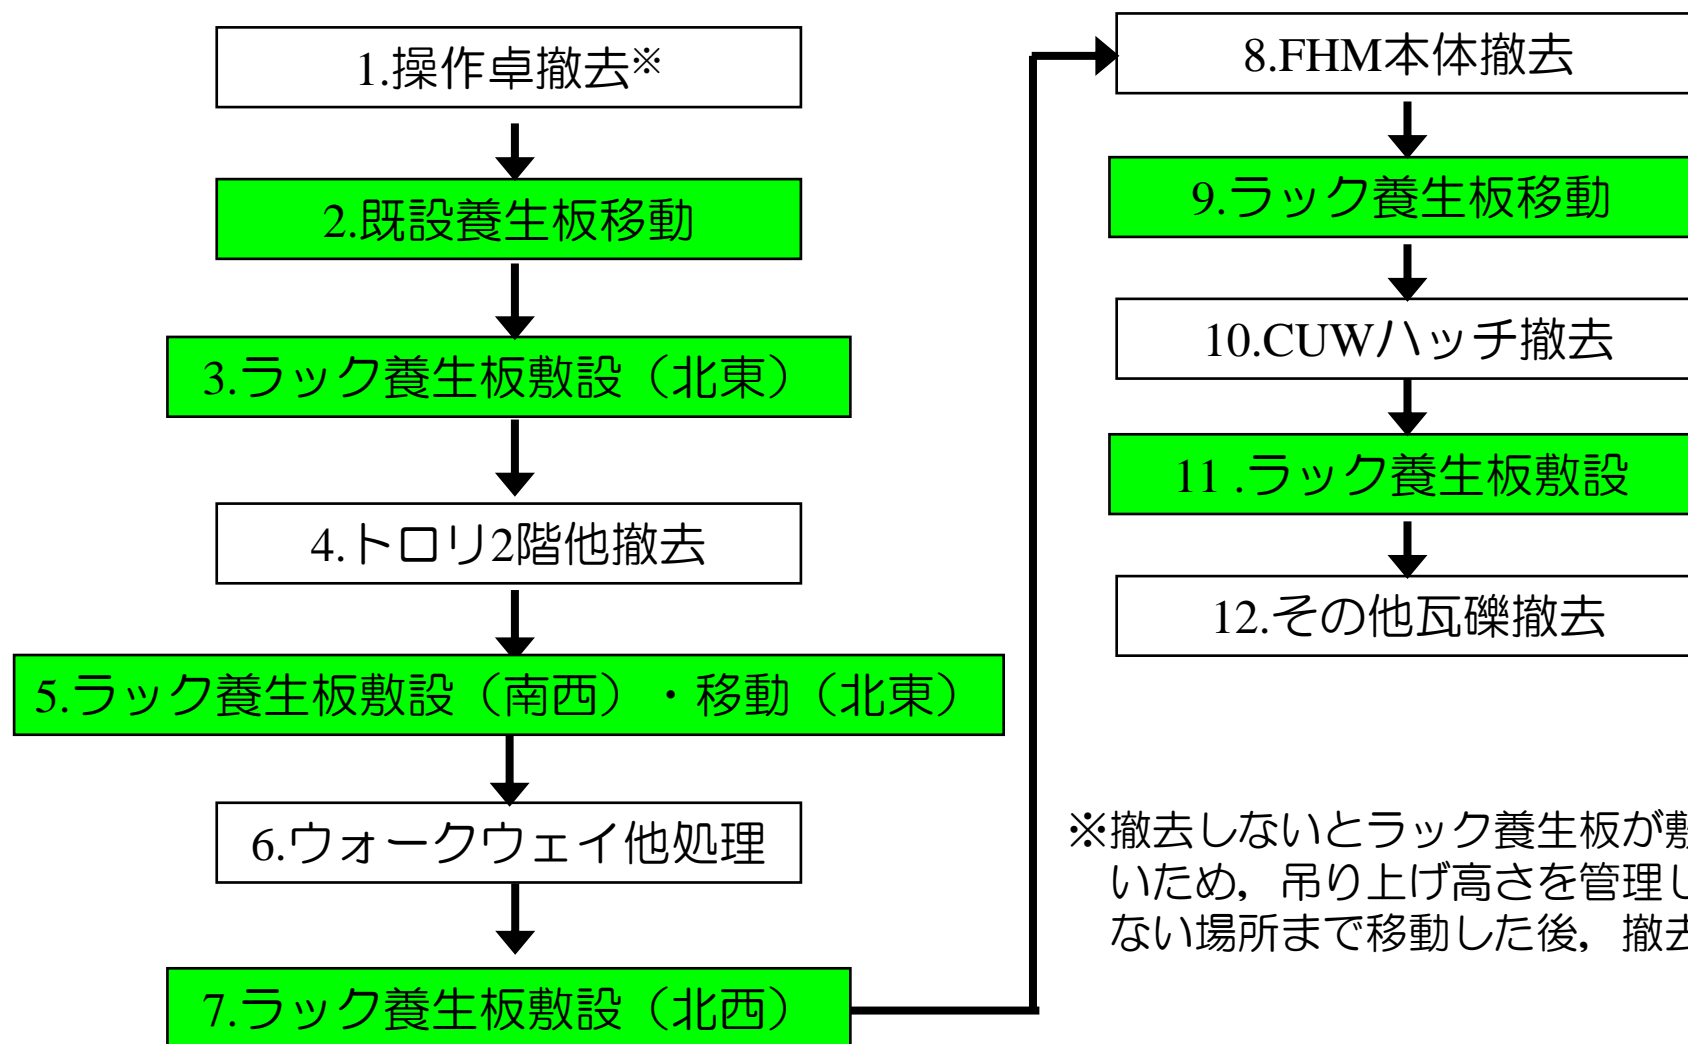 1.操作卓撤去※
2.既設養生板移動
3.ラック養生板敷設（北東）
4.トロリ2階他撤去
5.ラック養生板敷設（南西）・移動（北東）
6.ウォークウェイ他処理
7.ラック養生板敷設（北西）
8.FHM本体撤去
9.ラック養生板移動
10.CUWハッチ撤去
11.ラック養生板敷設
12.その他瓦礫撤去
※撤去しないとラック養生板が敷
いため，吊り上げ高さを管理し
ない場所まで移動した後，撤去